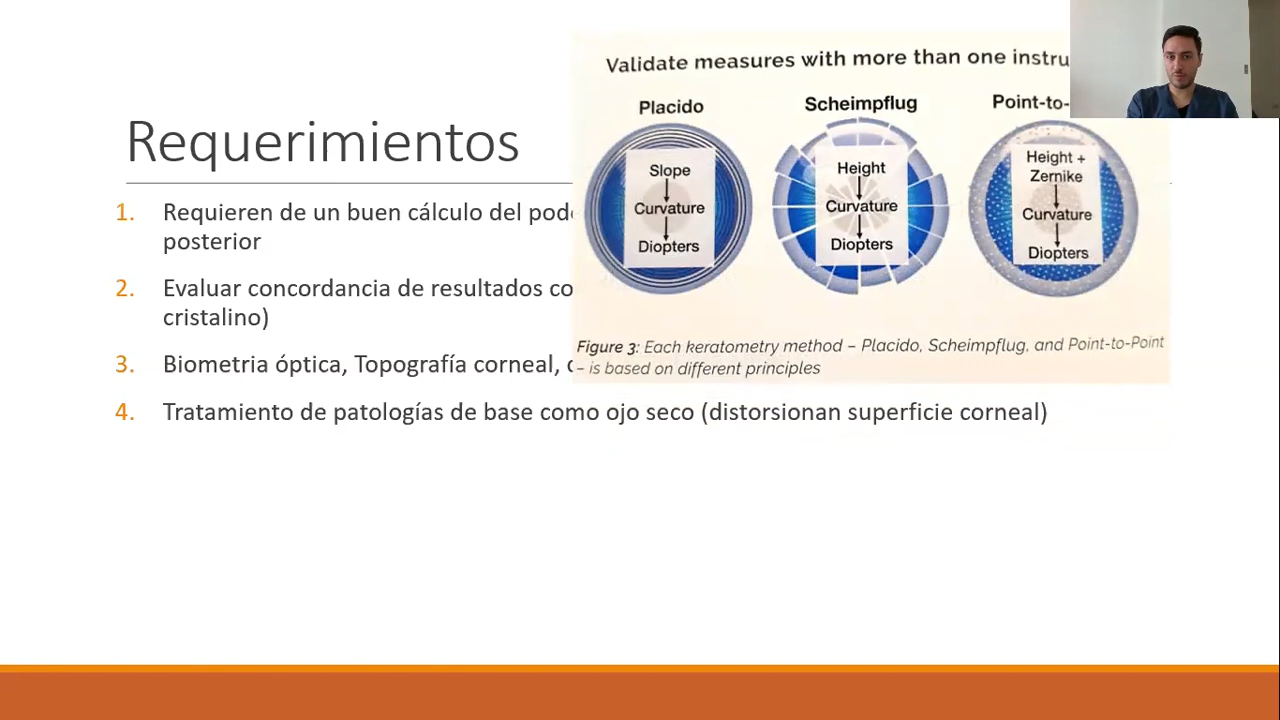 Requerimientos
1. Requieren de un buen cálculo del
posterior
2. Evaluar concordancia de resultados
cristalino)
3. Biometria óptica, Topografía corneal,
4. Tratamiento de patologías de base como ojo seco (distorsionan superficie corneal)
Validate measures with more than one
Placido
Slope
Curvature
Diopters
Scheimpflug
Height
Curvature
Diopters
Point-to-
Height +
Zernike
Curvature
Diopters
Figure 3: Each keratometry method – Placido, Scheimpflug, and Point-to-Point
– is based on different principles